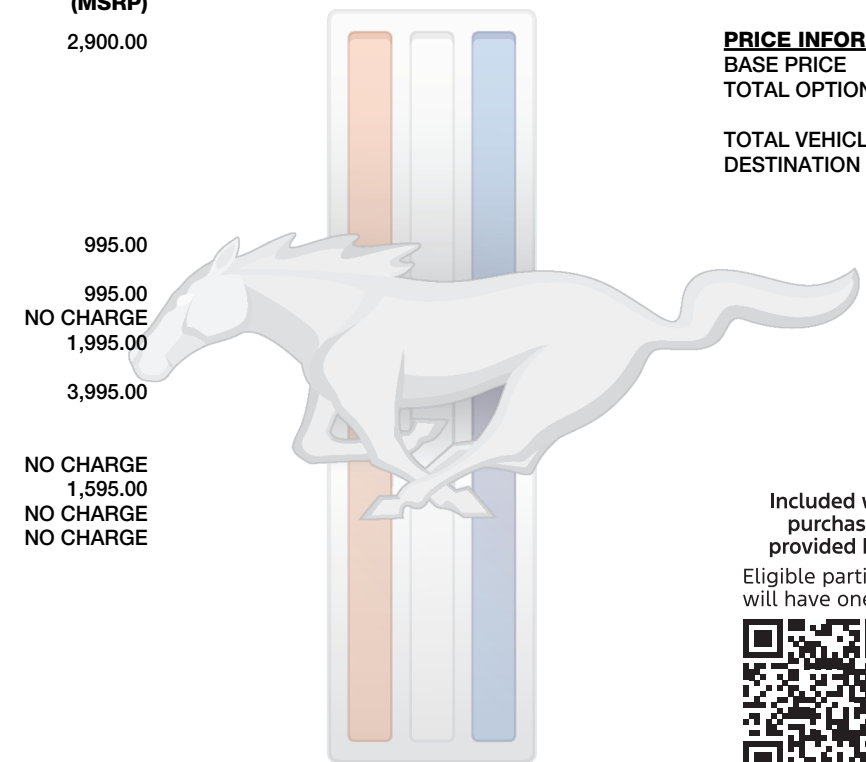 (MSRP)
2,900.00
995.00
995.00
NO CHARGE
1,995.00
3,995.00
NO CHARGE
1,595.00
NO CHARGE
NO CHARGE
PRICE INFOR
BASE PRICE
TOTAL OPTION
TOTAL VEHICL
DESTINATION
Included w
purchas
provided
Eligible parti
will have one